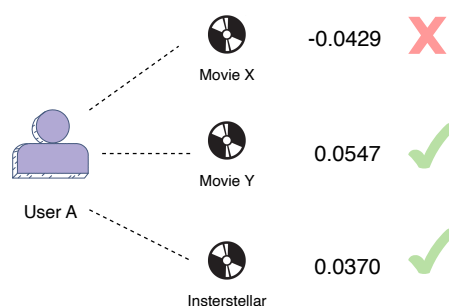 -0.0429 X
Movie X
0.0547
Movie Y
User A
0.0370
Insterstellar